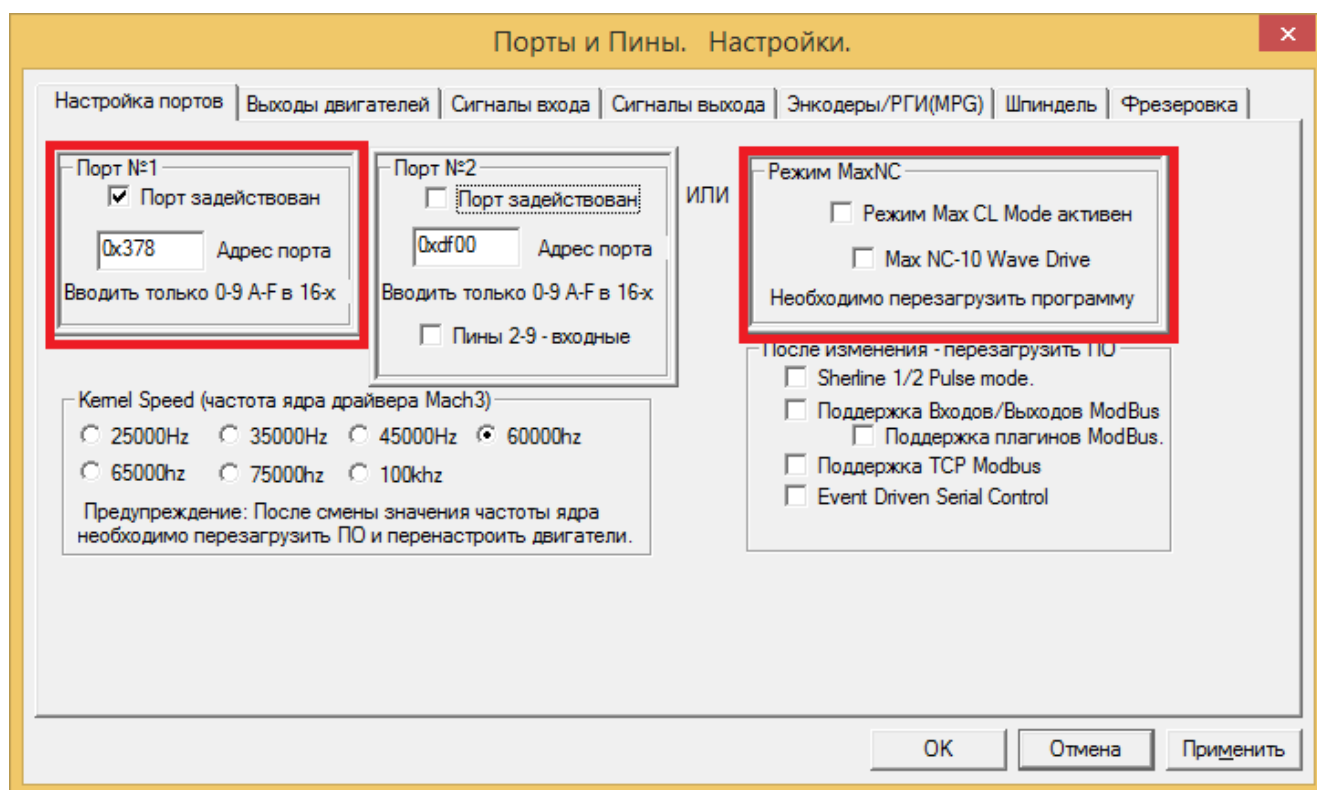 Порты и Пины. Настройки.
Настройка портов Выходы двигателей Сигналы входа Сигналы выхода Энкодеры/РГИ(MPG) Шпиндель Фрезеровка
Порт №1
Порт задействован
0x378 Адрес порта
Вводить только 0-9 A-F в 16-х
Порт №2
Порт задействован
0xdf00 Адрес порта
Вводить только 0-9 A-F в 16-х
Пины 2-9 - входные
ИЛИ
Режим MaxNC
Режим Max CL Mode активен
Max NC-10 Wave Drive
Необходимо перезагрузить программу
Kernel Speed (частота ядра драйвера Mach3)
25000Hz 35000Hz 45000Hz 60000hz
65000hz 75000hz 100khz
Предупреждение: После смены значения частоты ядра
необходимо перезагрузить ПО и перенастроить двигатели.
После изменения - перезагрузить ПО
Sherline 1/2 Pulse mode.
Поддержка Входов/Выходов ModBus
Поддержка плагинов ModBus.
Поддержка TCP Modbus
Event Driven Serial Control
OK Отмена Применить